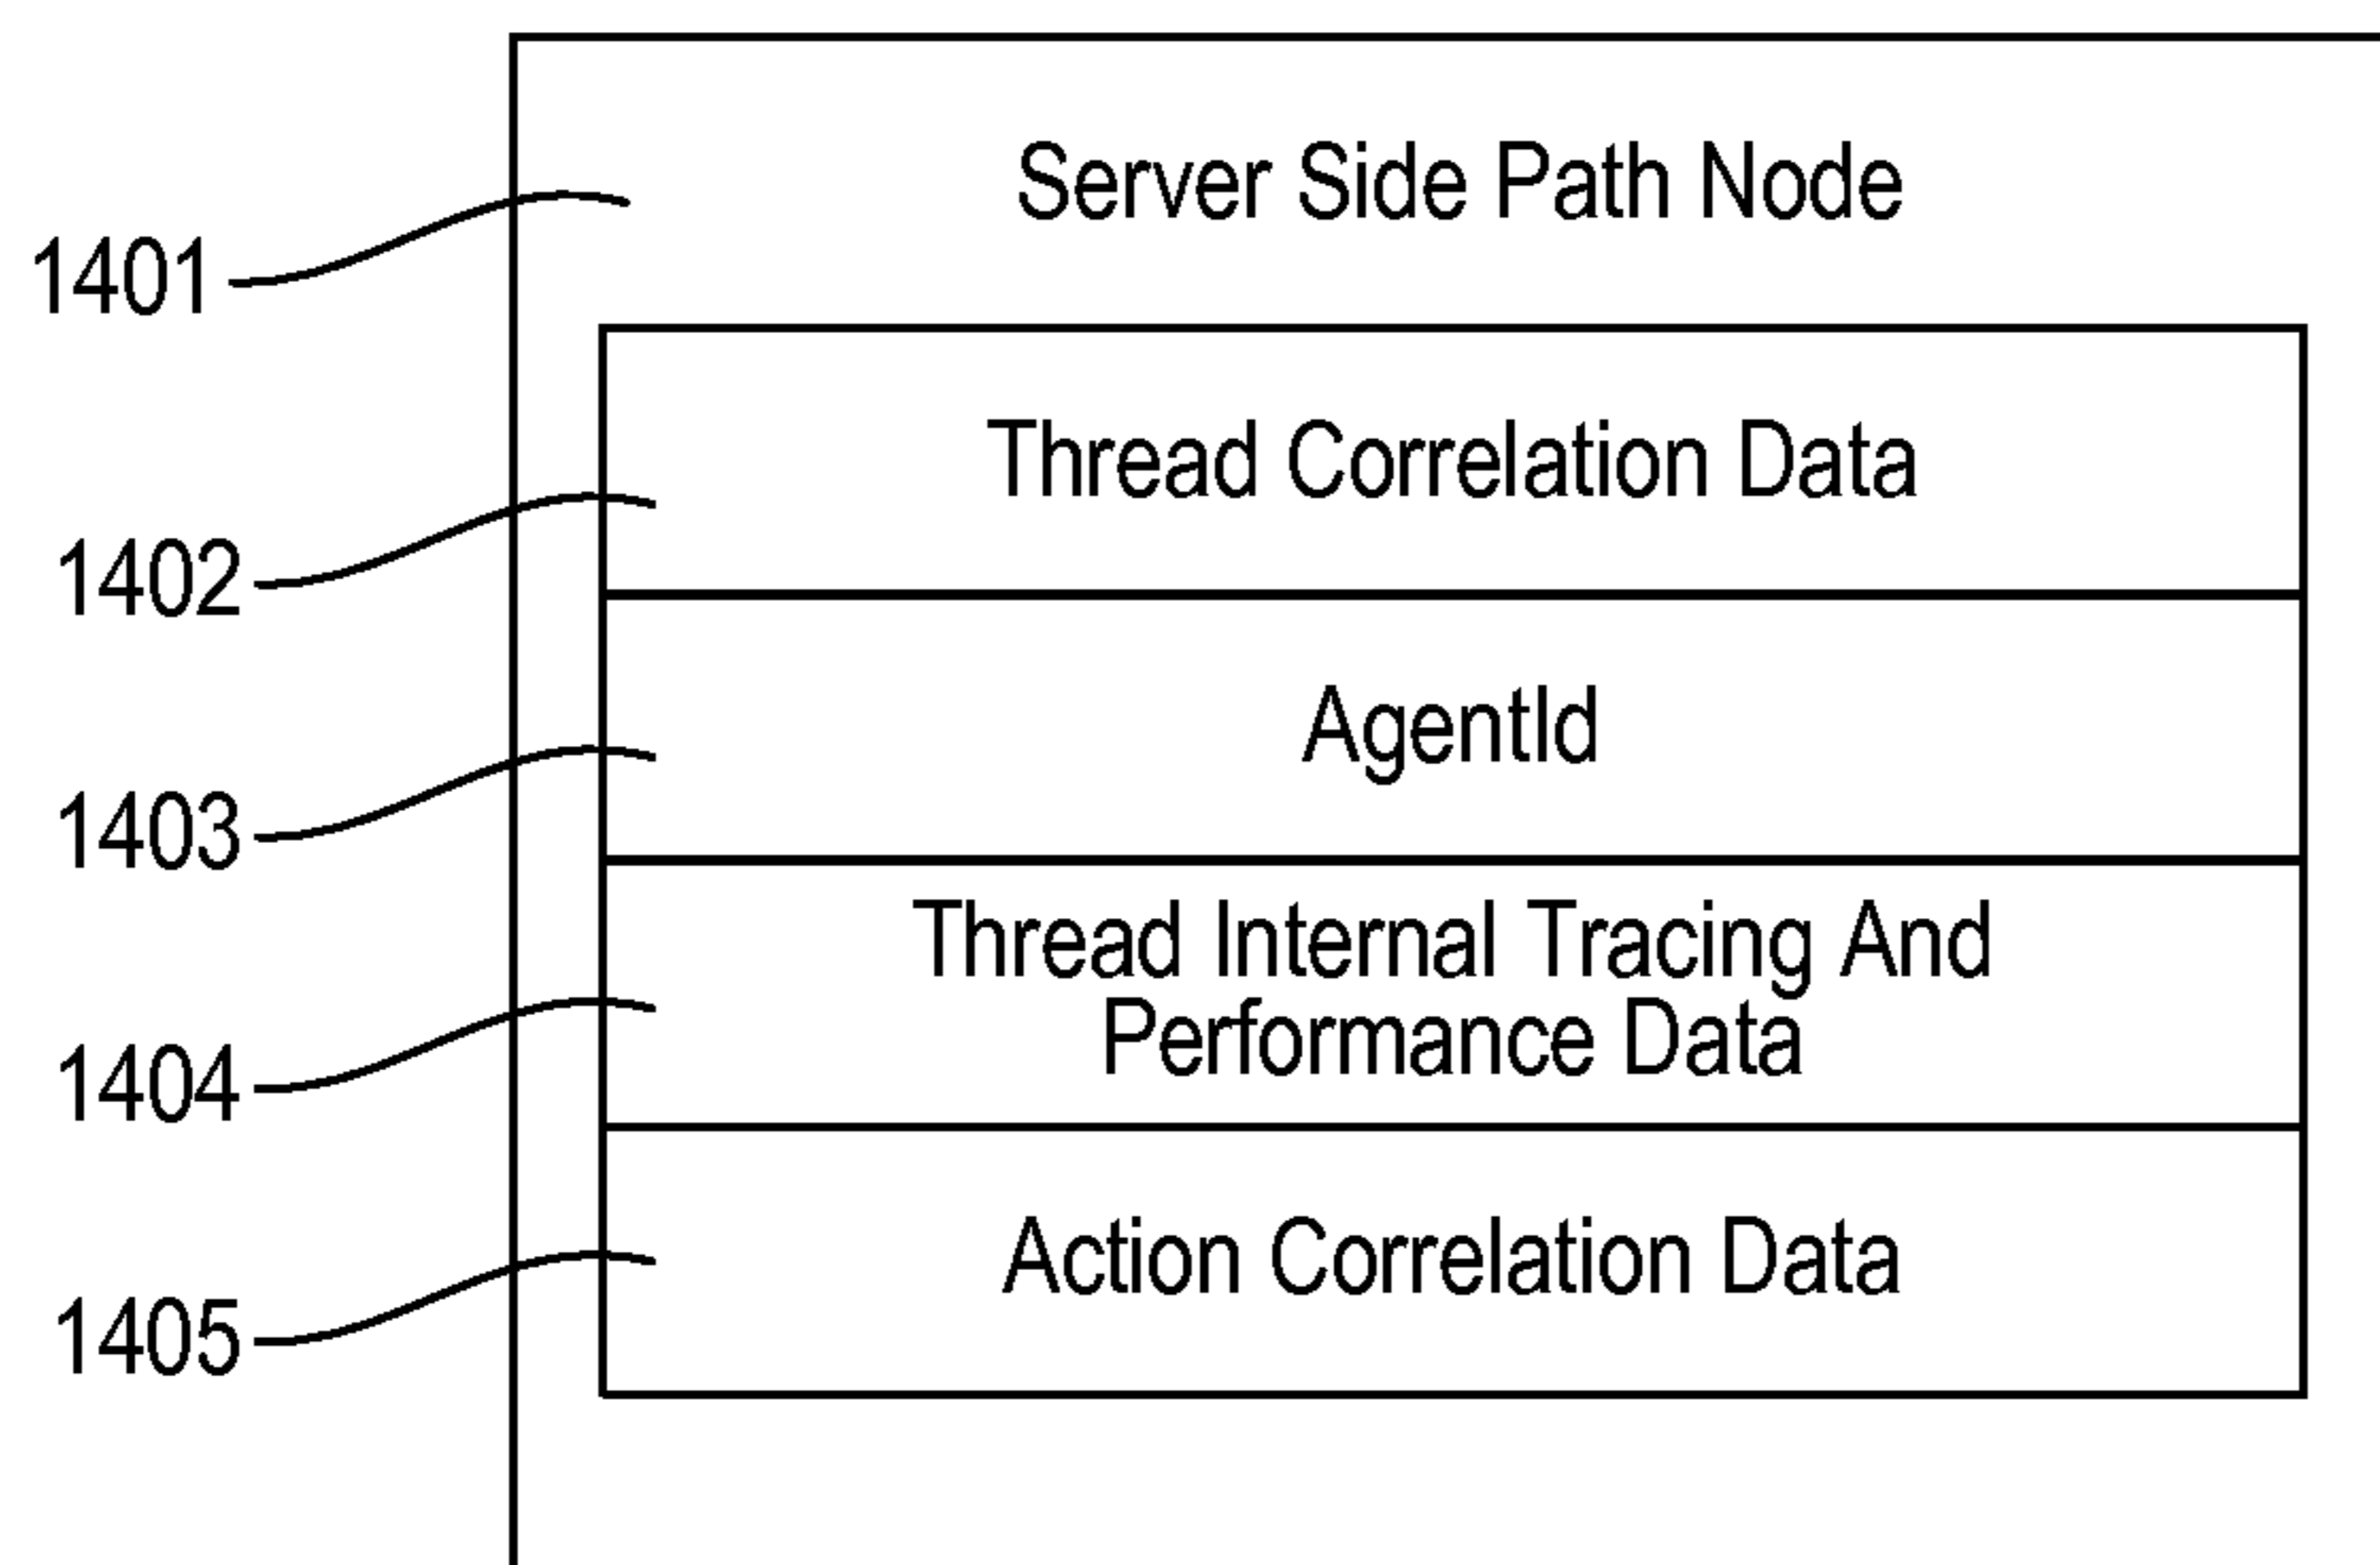 Server Side Path Node
1401
Thread Correlation Data
1402
AgentId
1403
Thread Internal Tracing And
Performance Data
1404
Action Correlation Data
1405